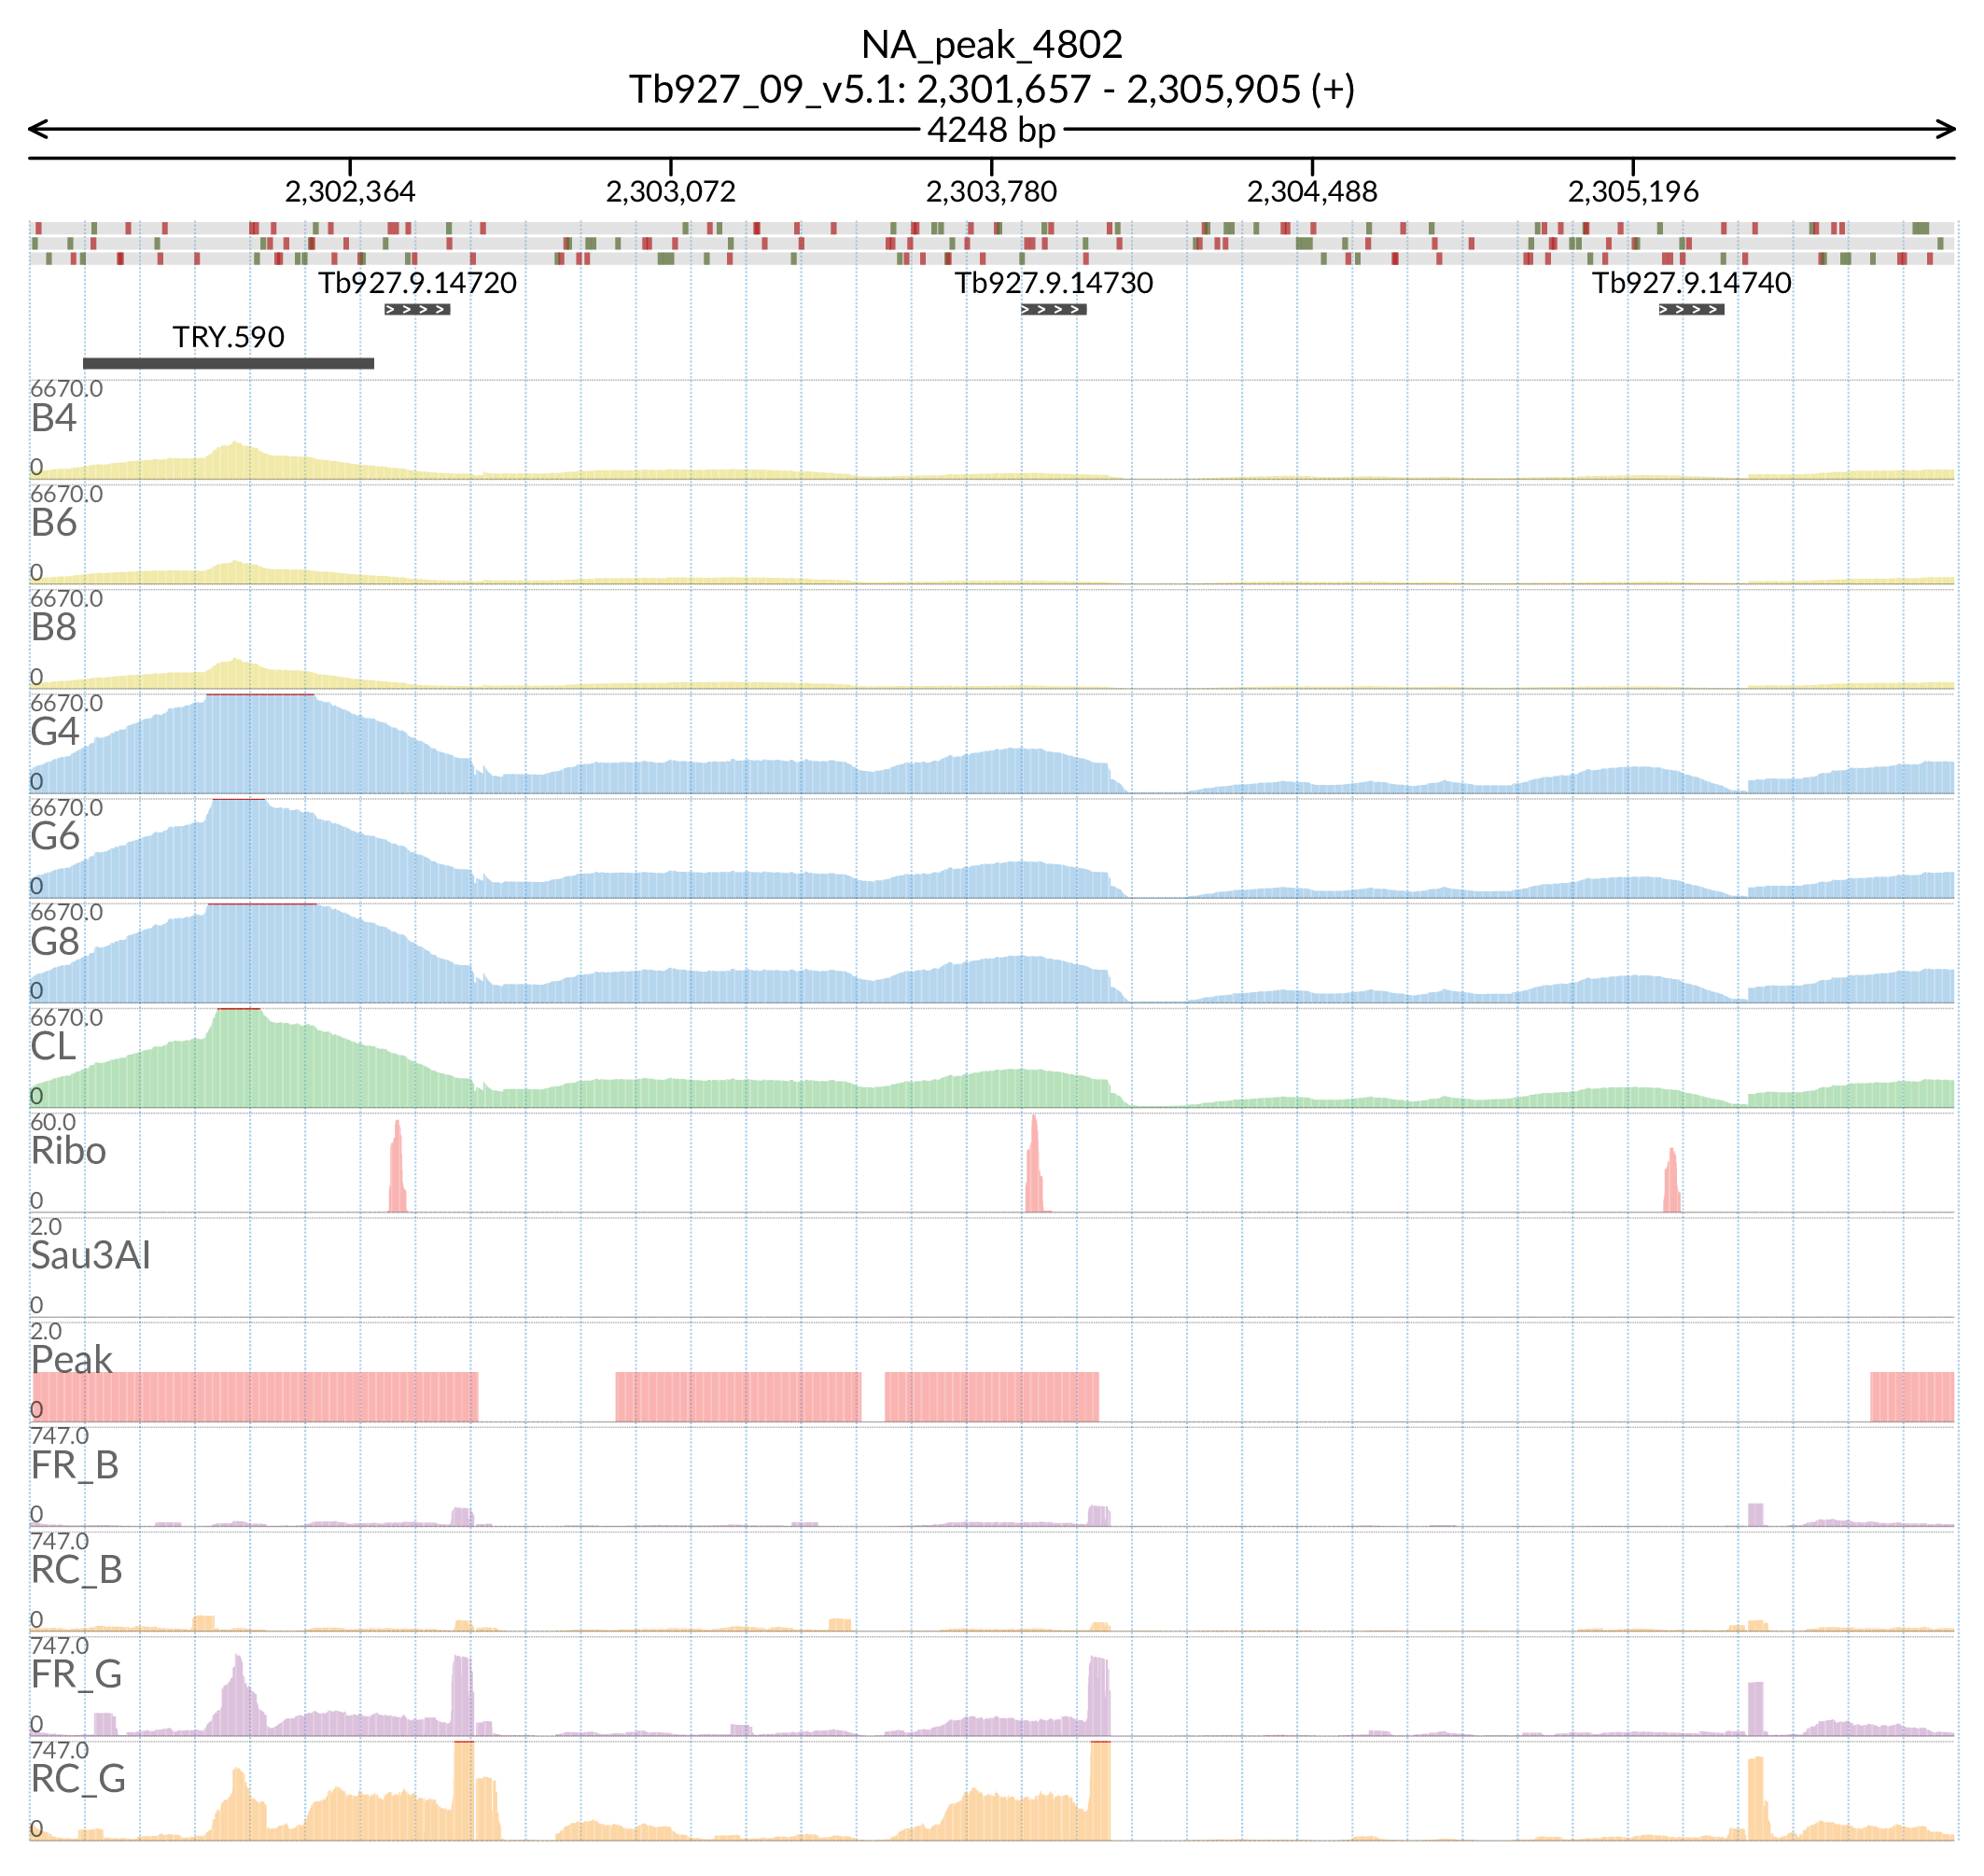 NA_peak_4802
Tb927_09_v5.1: 2,301,657 - 2,305,905 (+)
4248 bp
2,302,364 2,303,072 2,303,780 2,304,488 2,305,196
Tb927.9.14720 Tb927.9.14730 Tb927.9.14740
> > > > > > > > > > > >
TRY.590
6670.0
B4
0
6670.0
B6
0
6670.0
B8
0
6670.0
G4
0
6670.0
G6
0
6670.0
G8
0
6670.0
CL
0
60.0
Ribo
0
2.0
Sau3AI
0
2.0
Peak
0
747.0
FR_B
0
747.0
RC_B
0
747.0
FR_G
0
747.0
RC_G
0